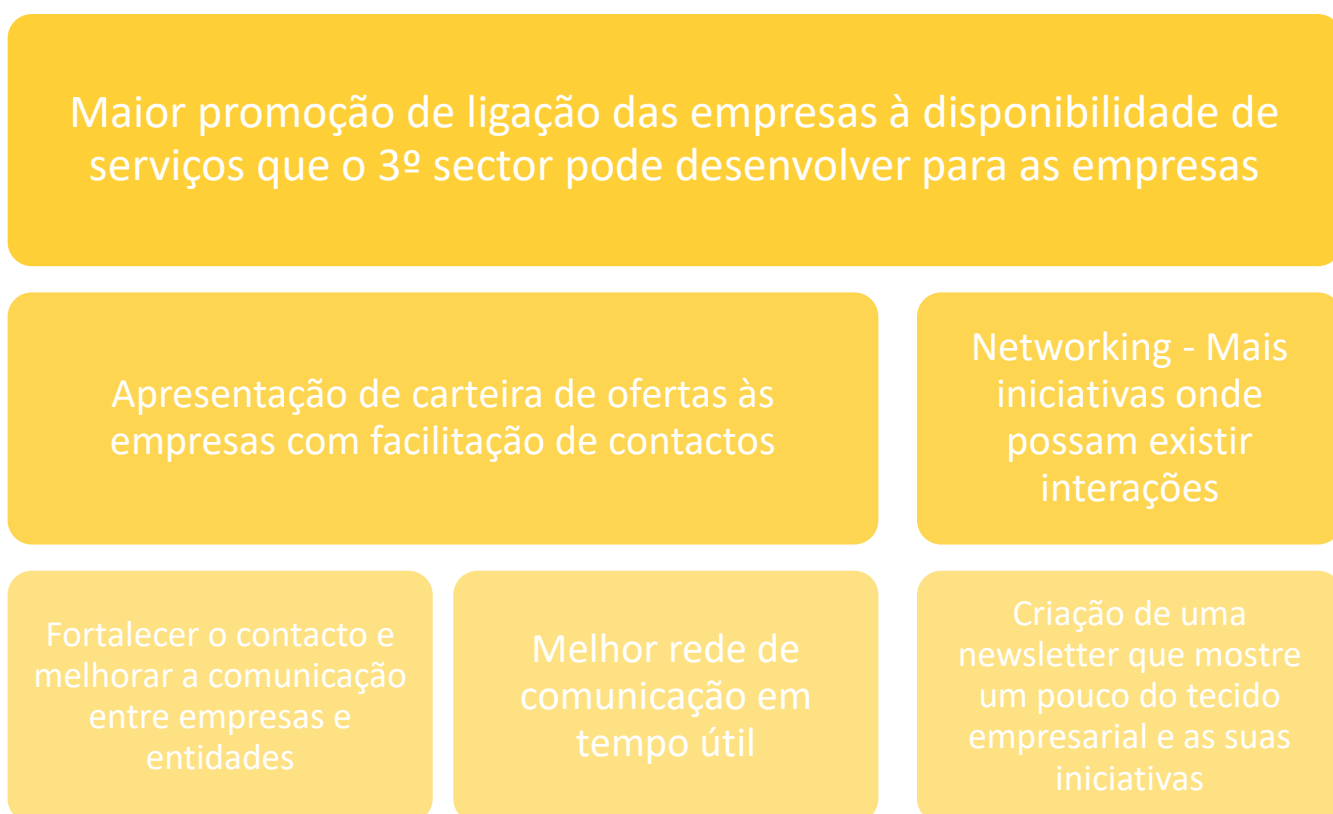 Maior promoção de ligação das empresas à disponibilidade de
serviços que o 3º sector pode desenvolver para as empresas
Apresentação de carteira de ofertas às
empresas com facilitação de contactos
Networking - Mais
iniciativas onde
possam existir
interações
Fortalecer o contacto e
melhorar a comunicação
entre empresas e
entidades
Melhor rede de
comunicação em
tempo útil
Criação de uma
newsletter que mostre
um pouco do tecido
empresarial e as suas
iniciativas